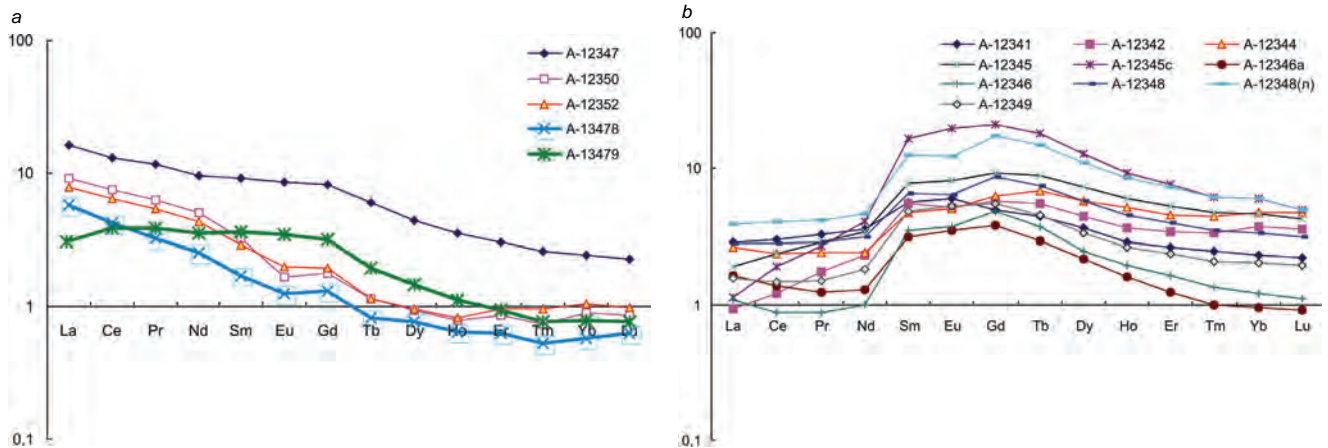 a
100
10
1
0,1
A-12347
A-12350
A-12352
A-13478
A-13479
La Ce Pr Nd Sm Eu Gd Tb Dy Ho Er Tm Yb Lu
b
100
10
1
0,1
A-12341 A-12342 A-12344
A-12345 A-12345c A-12346a
A-12346 A-12348 A-12348(n)
A-12349
La Ce Pr Nd Sm Eu Gd Tb Dy Ho Er Tm Yb Lu